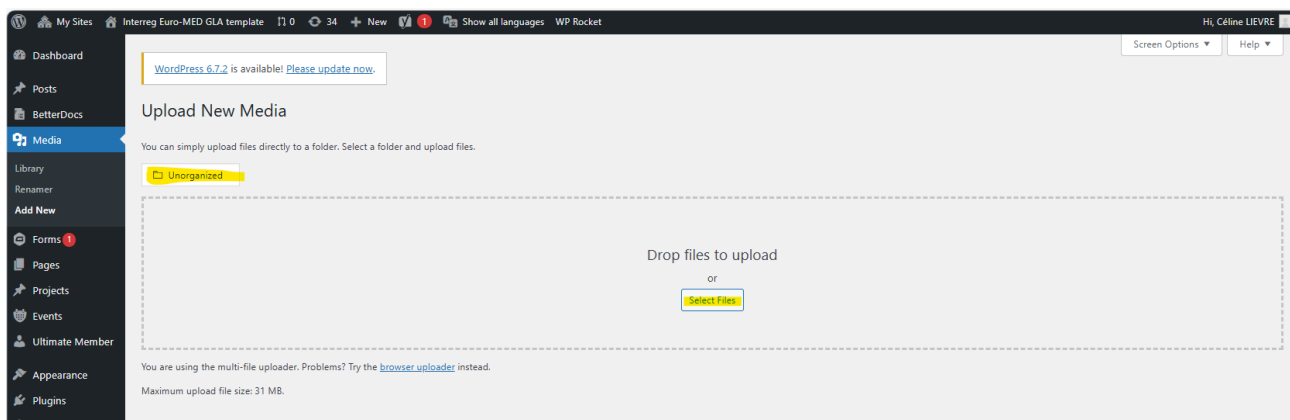 My Sites Interreg Euro-MED GLA template 0 34 + New 1 Show all languages WP Rocket Hi, Céline LIEVRE
Screen Options ▼ Help ▼
Dashboard
WordPress 6.7.2 is available! Please update now.
Posts
BetterDocs
Upload New Media
Media
You can simply upload files directly to a folder. Select a folder and upload files.
Library
Unorganized
Renamer
Add New
Forms 1
Drop files to upload
Pages
or
Projects
Select Files
Events
Ultimate Member
You are using the multi-file uploader. Problems? Try the browser uploader instead.
Appearance
Maximum upload file size: 31 MB.
Plugins